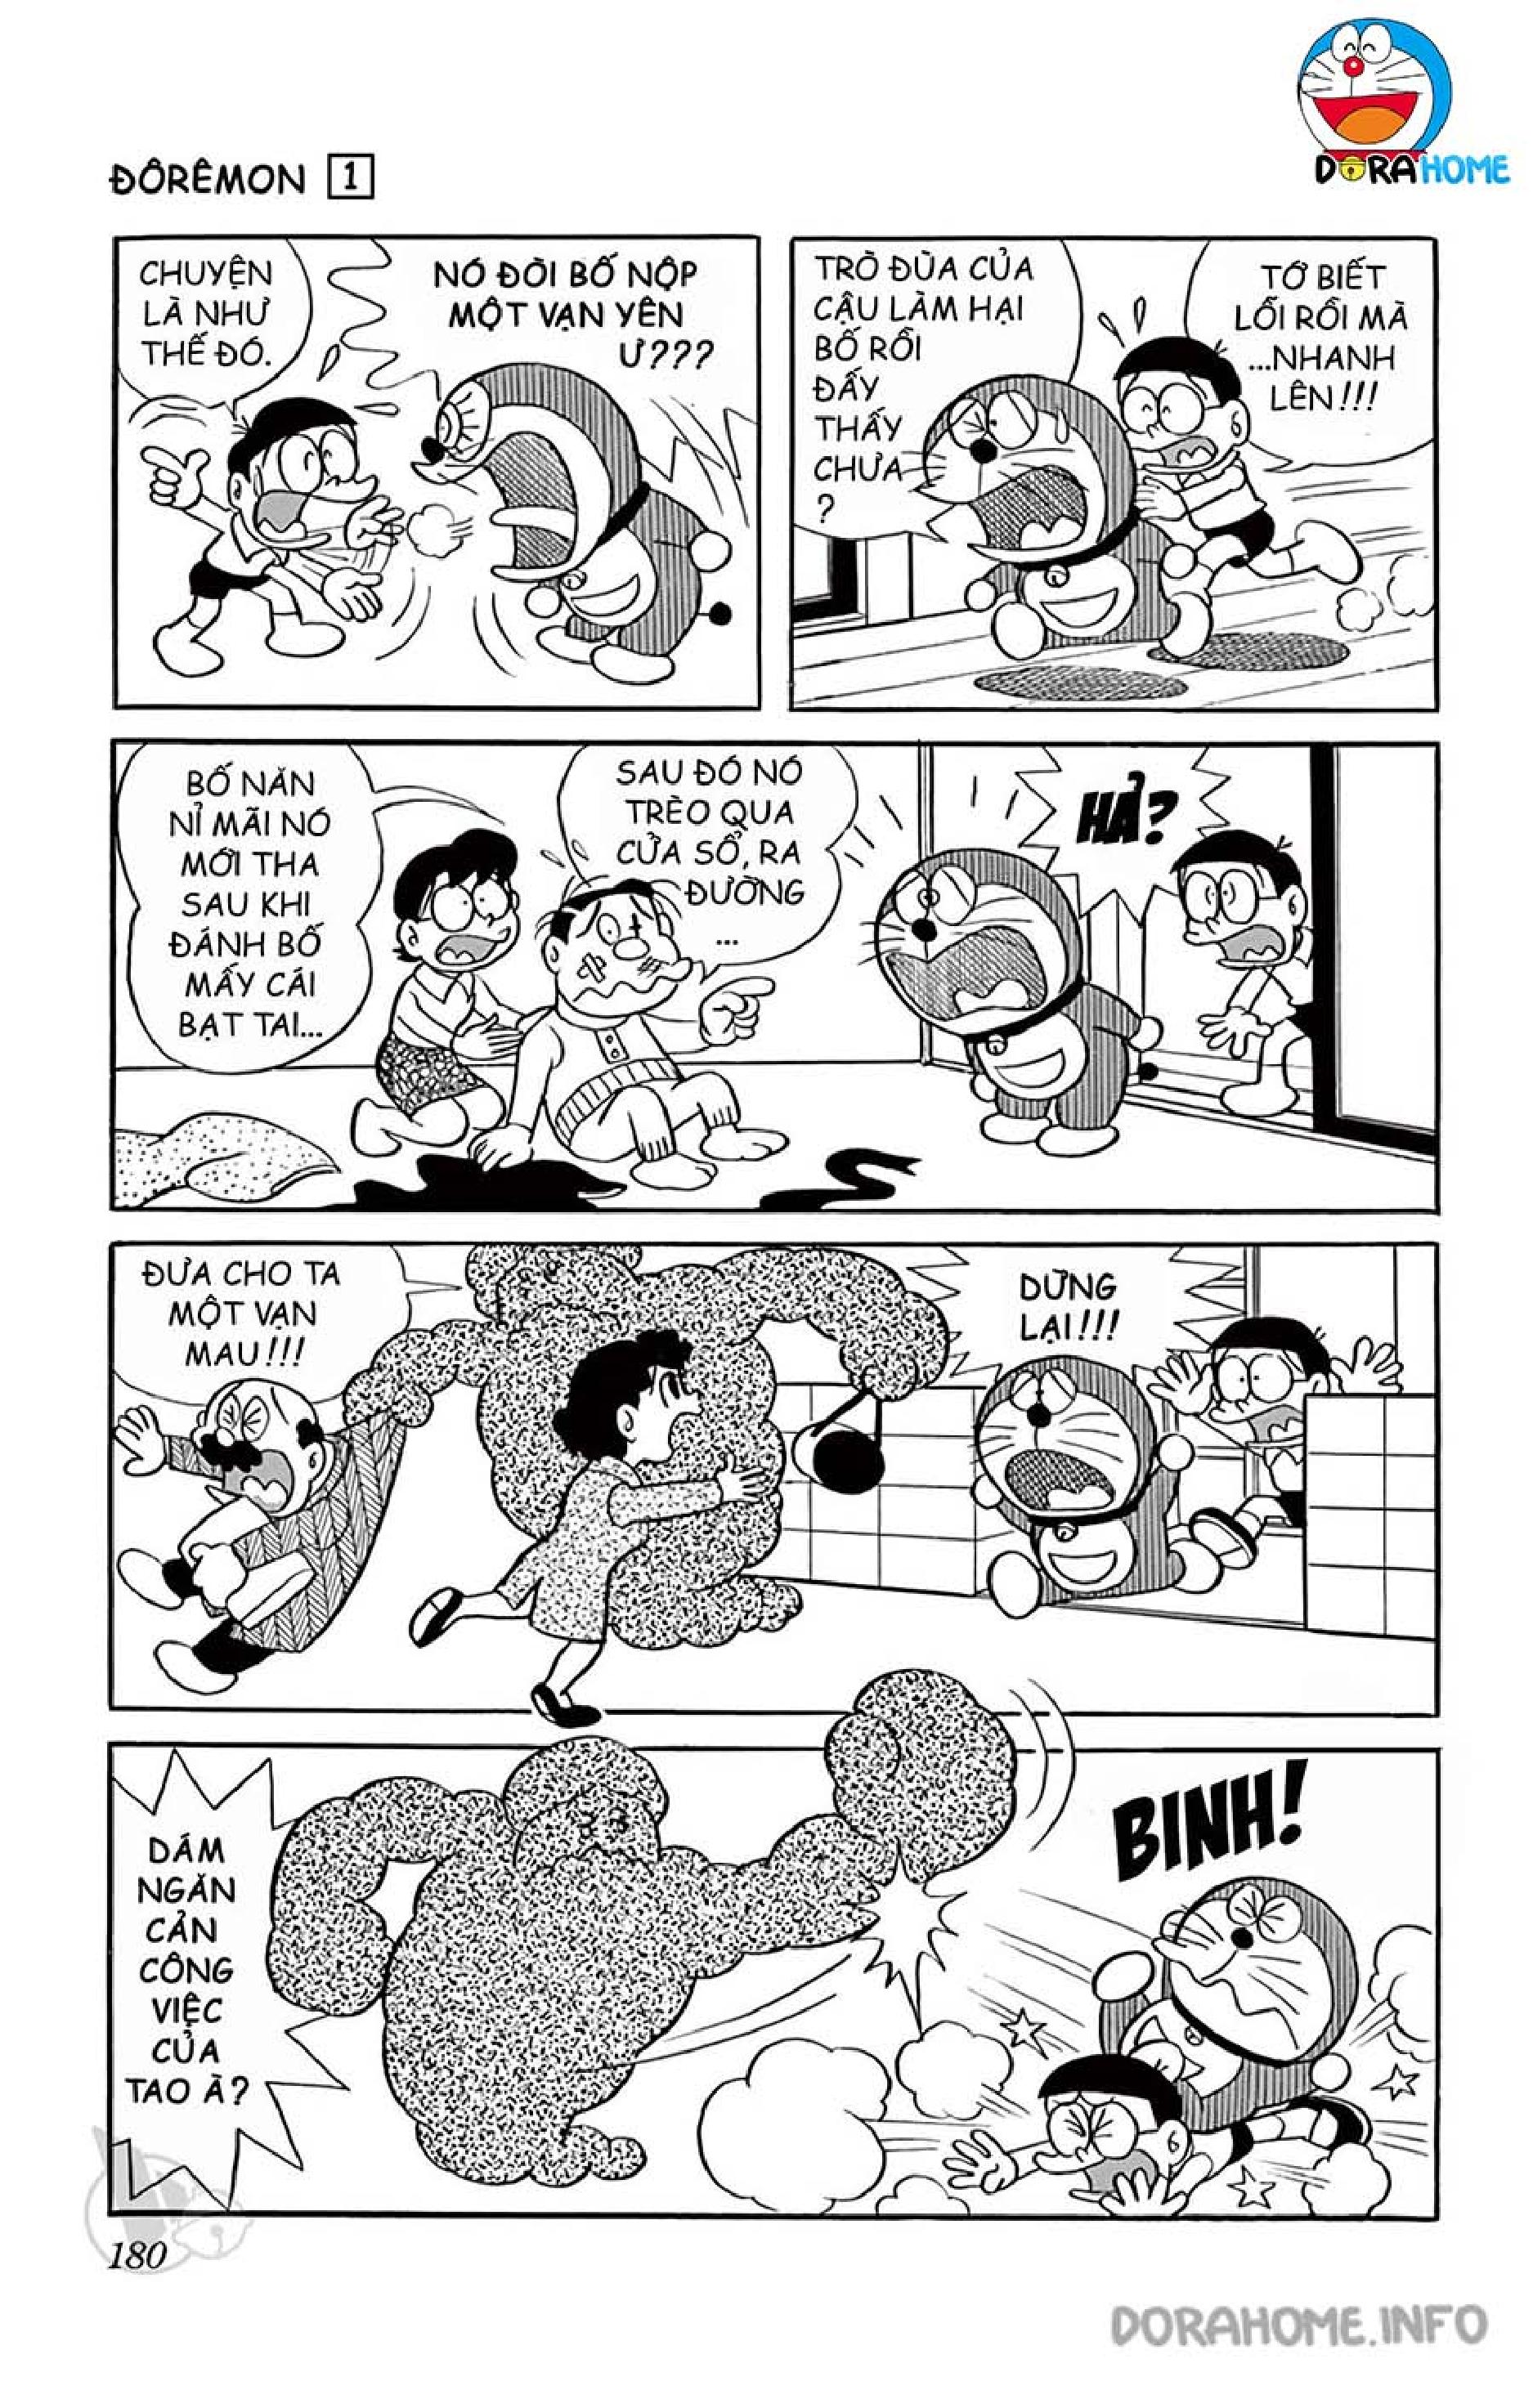 DORAHOME
ĐÔRÊMON 1
CHUYỆN
LÀ NHƯ
THẾ ĐÓ.
NÓ ĐÒI BỐ NỘP
MỘT VẠN YÊN
Ư???
TRÒ ĐÙA CỦA
CẬU LÀM HẠI
BỐ RỒI
ĐẤY
THẤY
CHƯA
?
TỚ BIẾT
LỖI RỒI MÀ
...NHANH
LÊN!!!
BỐ NĂN
NỈ MÃI NÓ
MỚI THA
SAU KHI
ĐÁNH BỐ
MẤY CÁI
BẠT TAI...
SAU ĐÓ NÓ
TRÈO QUA
CỬA SỔ, RA
ĐƯỜNG
...
HẢ?
ĐƯA CHO TA
MỘT VẠN
MAU!!!
DỪNG
LẠI!!!
DÁM
NGĂN
CẢN
CÔNG
VIỆC
CỦA
TAO À?
BINH!
180
DORAHOME.INFO